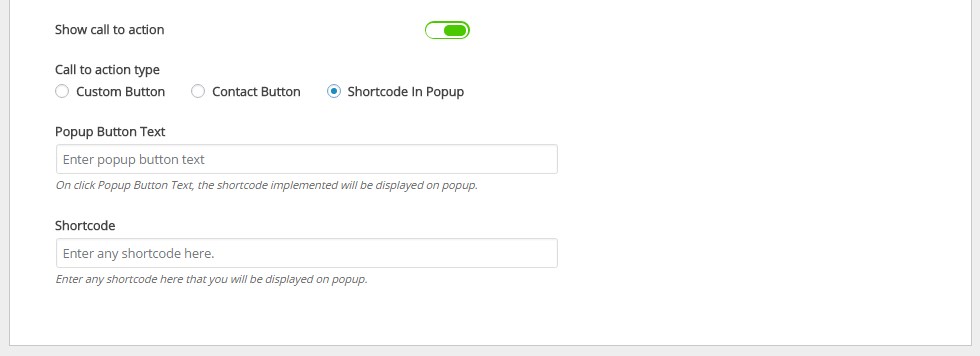 Show call to action
Call to action type
Custom Button Contact Button Shortcode In Popup
Popup Button Text
Enter popup button text
On click Popup Button Text, the shortcode implemented will be displayed on popup.
Shortcode
Enter any shortcode here.
Enter any shortcode here that you will be displayed on popup.